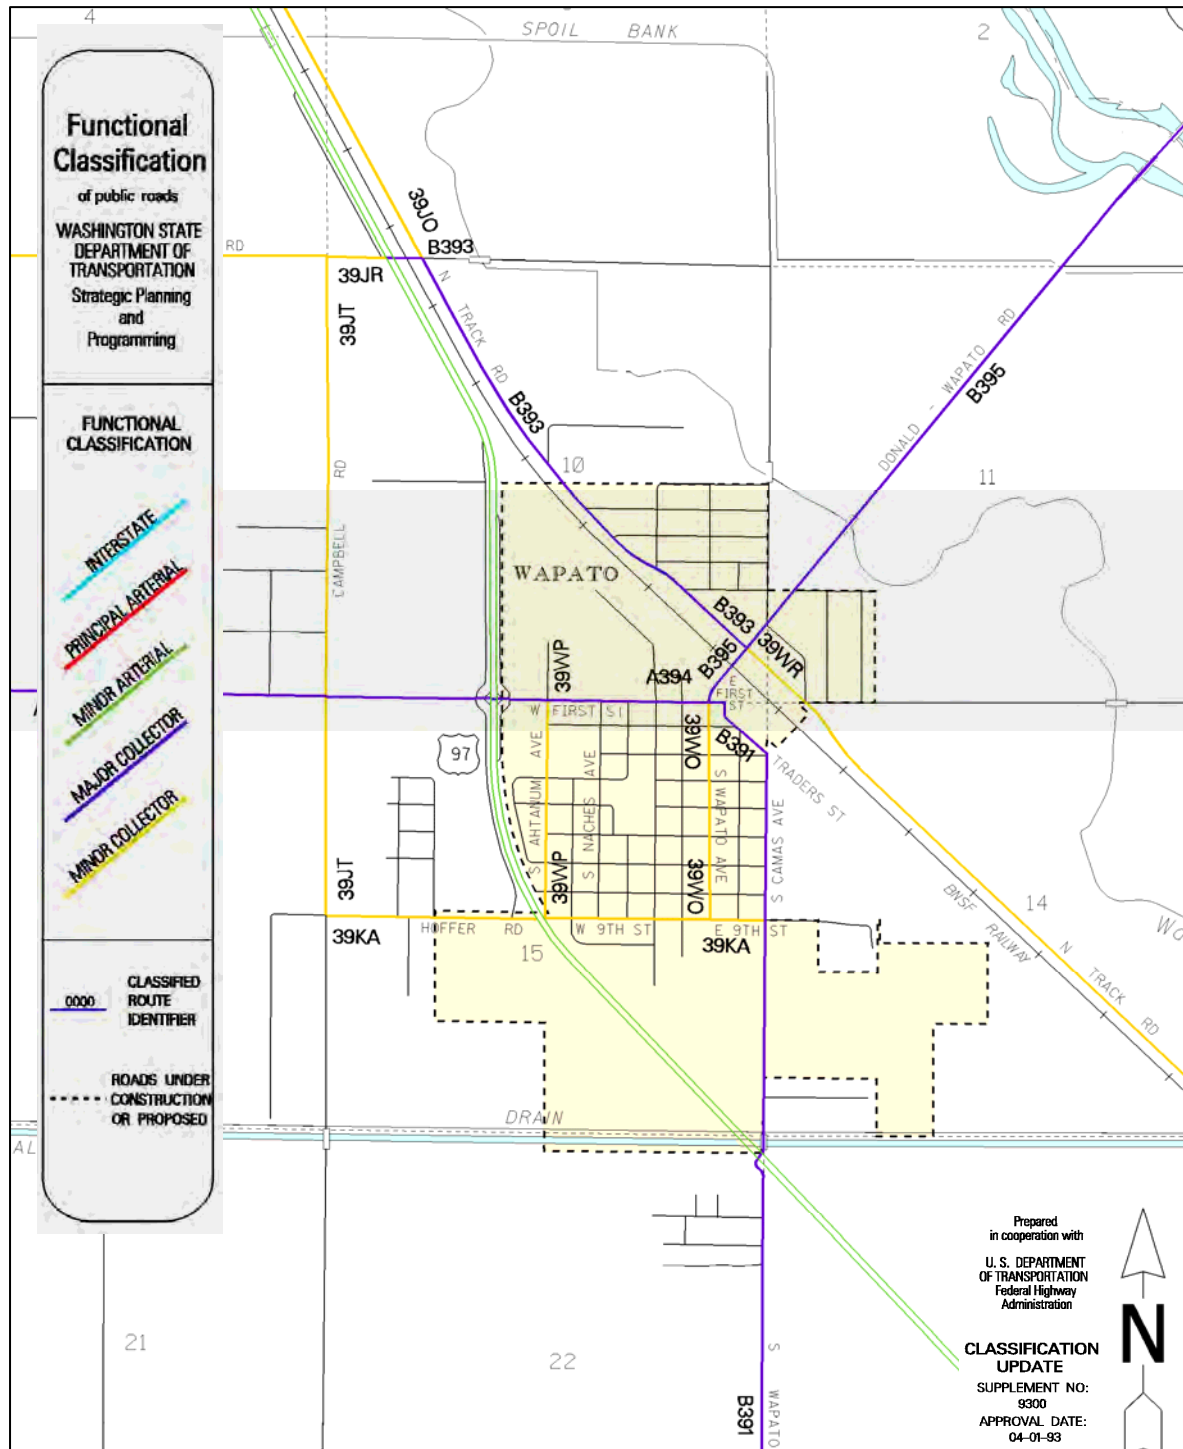 4
SPOIL BANK
2
Functional
Classification
of public roads
WASHINGTON STATE
DEPARTMENT OF
TRANSPORTATION
Strategic Planning
and
Programming
FUNCTIONAL
CLASSIFICATION
INTERSTATE
PRINCIPAL ARTERIAL
MINOR ARTERIAL
MAJOR COLLECTOR
MINOR COLLECTOR
0000
CLASSIFIED
ROUTE
IDENTIFIER
ROADS UNDER
CONSTRUCTION
OR PROPOSED
RD
39JO
B393
39JR
39JT
N TRACK RD
B393
DONALD - WAPATO RD
B395
10
11
CAMPBELL RD
WAPATO
B393
39WR
B395
A394
39WP
E
FIRST
ST
W FIRST ST
39WO
B391
97
S AHTANUM AVE
S NACHES AVE
S WAPATO AVE
S CAMAS AVE
TRADERS ST
39JT
39WP
39WO
BNSF RAILWAY
14
HOFFER RD
W 9TH ST
E 9TH ST
39KA
39KA
15
N TRACK RD
DRAIN
AL
21
22
S WAPATO
B391
Prepared
in cooperation with
U. S. DEPARTMENT
OF TRANSPORTATION
Federal Highway
Administration
CLASSIFICATION
UPDATE
SUPPLEMENT NO:
9300
APPROVAL DATE:
04-01-93
N